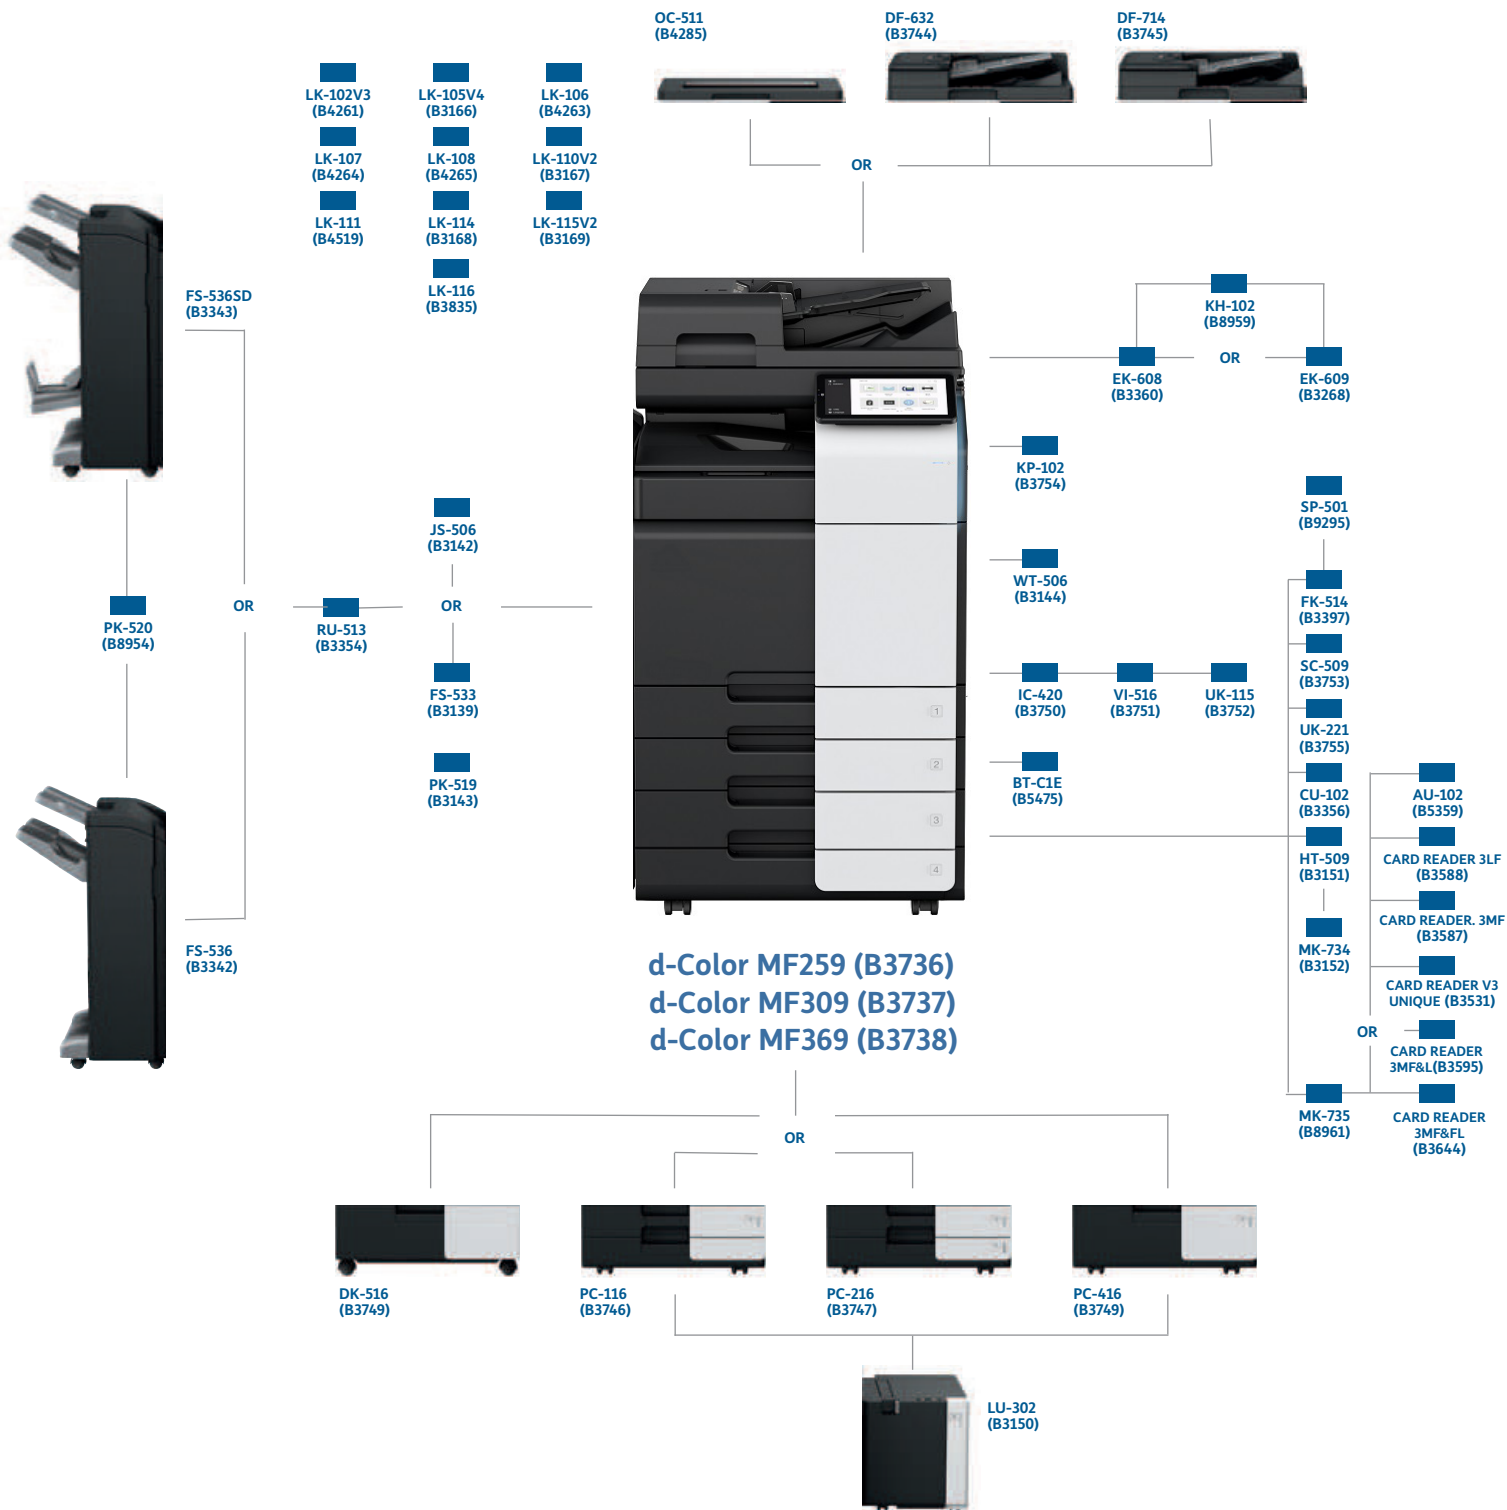 OC-511
(B4285)
DF-632
(B3744)
DF-714
(B3745)
LK-102V3
(B4261)
LK-105V4
(B3166)
LK-106
(B4263)
LK-107
(B4264)
LK-108
(B4265)
LK-110V2
(B3167)
LK-111
(B4519)
LK-114
(B3168)
LK-115V2
(B3169)
LK-116
(B3835)
OR
FS-536SD
(B3343)
KH-102
(B8959)
OR
EK-608
(B3360)
EK-609
(B3268)
KP-102
(B3754)
SP-501
(B9295)
JS-506
(B3142)
WT-506
(B3144)
FK-514
(B3397)
PK-520
(B8954)
OR
RU-513
(B3354)
OR
SC-509
(B3753)
FS-533
(B3139)
IC-420
(B3750)
VI-516
(B3751)
UK-115
(B3752)
UK-221
(B3755)
PK-519
(B3143)
BT-C1E
(B5475)
CU-102
(B3356)
AU-102
(B5359)
HT-509
(B3151)
CARD READER 3LF
(B3588)
CARD READER. 3MF
(B3587)
MK-734
(B3152)
CARD READER V3
UNIQUE (B3531)
OR
CARD READER
3MF&L(B3595)
MK-735
(B8961)
CARD READER
3MF&FL
(B3644)
1
2
3
4
FS-536
(B3342)
d-Color MF259 (B3736)
d-Color MF309 (B3737)
d-Color MF369 (B3738)
OR
DK-516
(B3749)
PC-116
(B3746)
PC-216
(B3747)
PC-416
(B3749)
LU-302
(B3150)